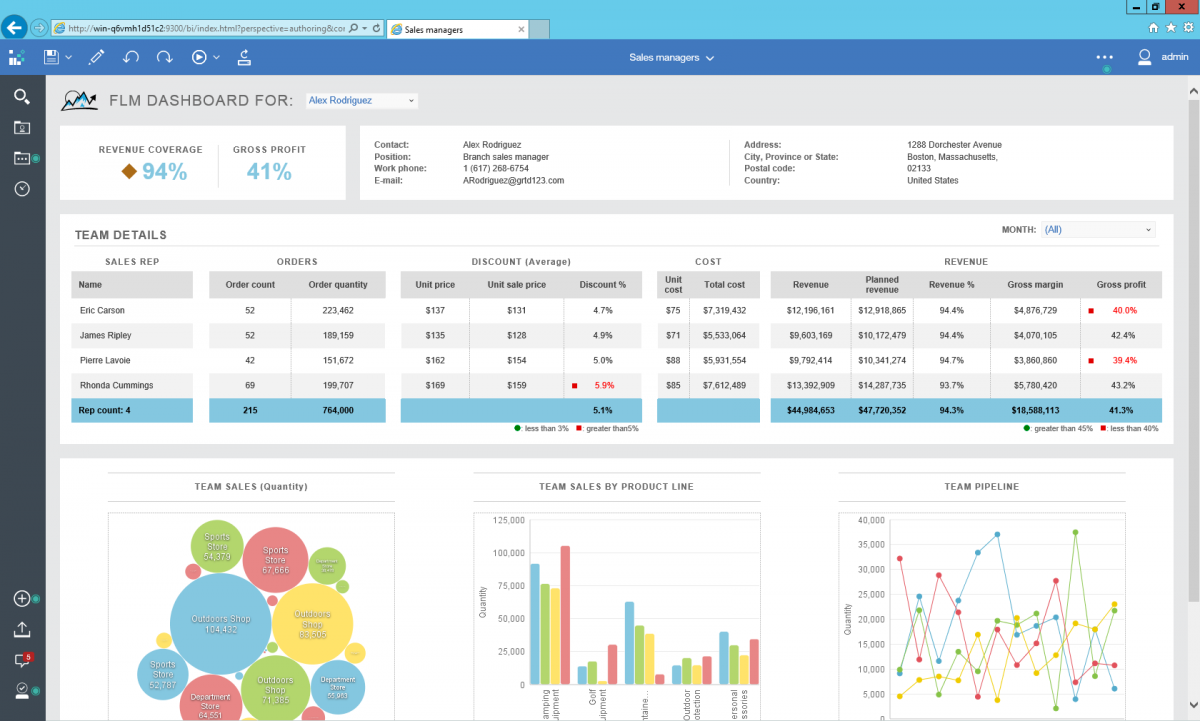 http://win-q6vmh1d51c2:9300/bi/index.html?perspective=authoring&cor
Sales managers
Sales managers
admin
FLM DASHBOARD FOR: Alex Rodriguez
REVENUE COVERAGE GROSS PROFIT
94% 41%
Contact: Alex Rodriguez
Position: Branch sales manager
Work phone: 1 (617) 268-6754
E-mail: ARodriguez@grtd123.com
Address: 1288 Dorchester Avenue
City, Province or State: Boston, Massachusetts,
Postal code: 02133
Country: United States
TEAM DETAILS
MONTH: (All)
SALES REP ORDERS DISCOUNT (Average) COST REVENUE
Name Order count Order quantity Unit price Unit sale price Discount % Unit cost Total cost Revenue Planned revenue Revenue % Gross margin Gross profit
Eric Carson 52 223,462 $137 $131 4.7% $75 $7,319,432 $12,196,161 $12,918,865 94.4% $4,876,729 40.0%
James Ripley 52 189,159 $135 $128 4.9% $71 $5,533,064 $9,603,169 $10,172,479 94.4% $4,070,105 42.4%
Pierre Lavoie 42 151,672 $162 $154 5.0% $88 $5,931,554 $9,792,414 $10,341,274 94.7% $3,860,860 39.4%
Rhonda Cummings 69 199,707 $169 $159 5.9% $85 $7,612,489 $13,392,909 $14,287,735 93.7% $5,780,420 43.2%
Rep count: 4 215 764,000 5.1% $44,984,653 $47,720,352 94.3% $18,588,113 41.3%
: less than 3% : greater than5%
: greater than 45% : less than 40%
TEAM SALES (Quantity)
Sports
Store
54,379
Sports
Store
67,666
Outdoors Shop
104,432
Outdoors
Shop
83,505
Sports
Store
52,787
Outdoors
Shop
71,385
Department
Store
55,963
Department
Store
64,551
TEAM SALES BY PRODUCT LINE
125,000
100,000
75,000
50,000
25,000
0
Quantity
amping
uipment
Golf
uipment
ntaine...
Outdoor
otection
ersonal
ssories
TEAM PIPELINE
40,000
35,000
30,000
25,000
20,000
15,000
10,000
5,000
0
Quantity
5